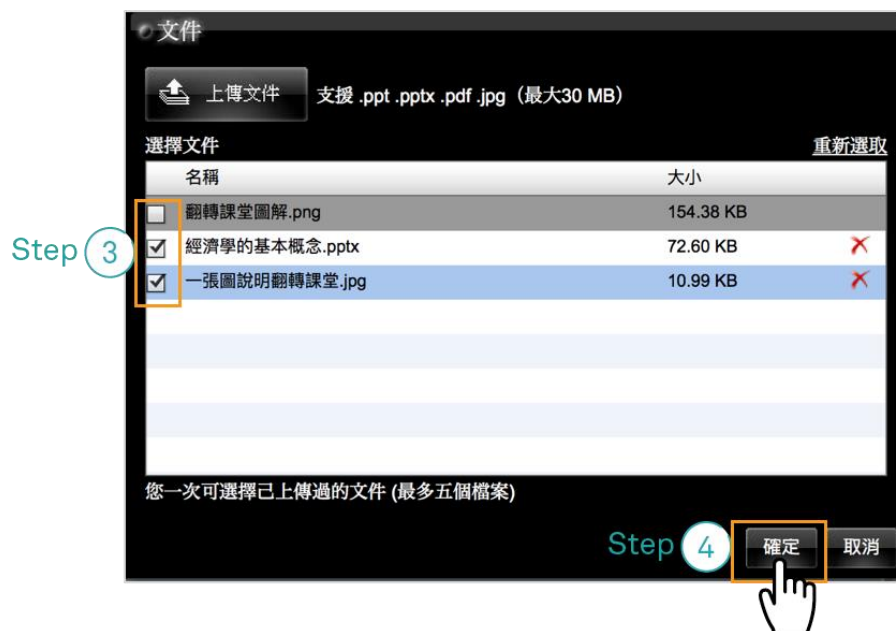 文件
上傳文件 支援 .ppt .pptx .pdf .jpg（最大30 MB）
選擇文件 重新選取
名稱 大小
翻轉課堂圖解.png 154.38 KB
經濟學的基本概念.pptx 72.60 KB
Step 3
一張圖說明翻轉課堂.jpg 10.99 KB
您一次可選擇己上傳過的文件 (最多五個檔案)
Step 4 確定 取消